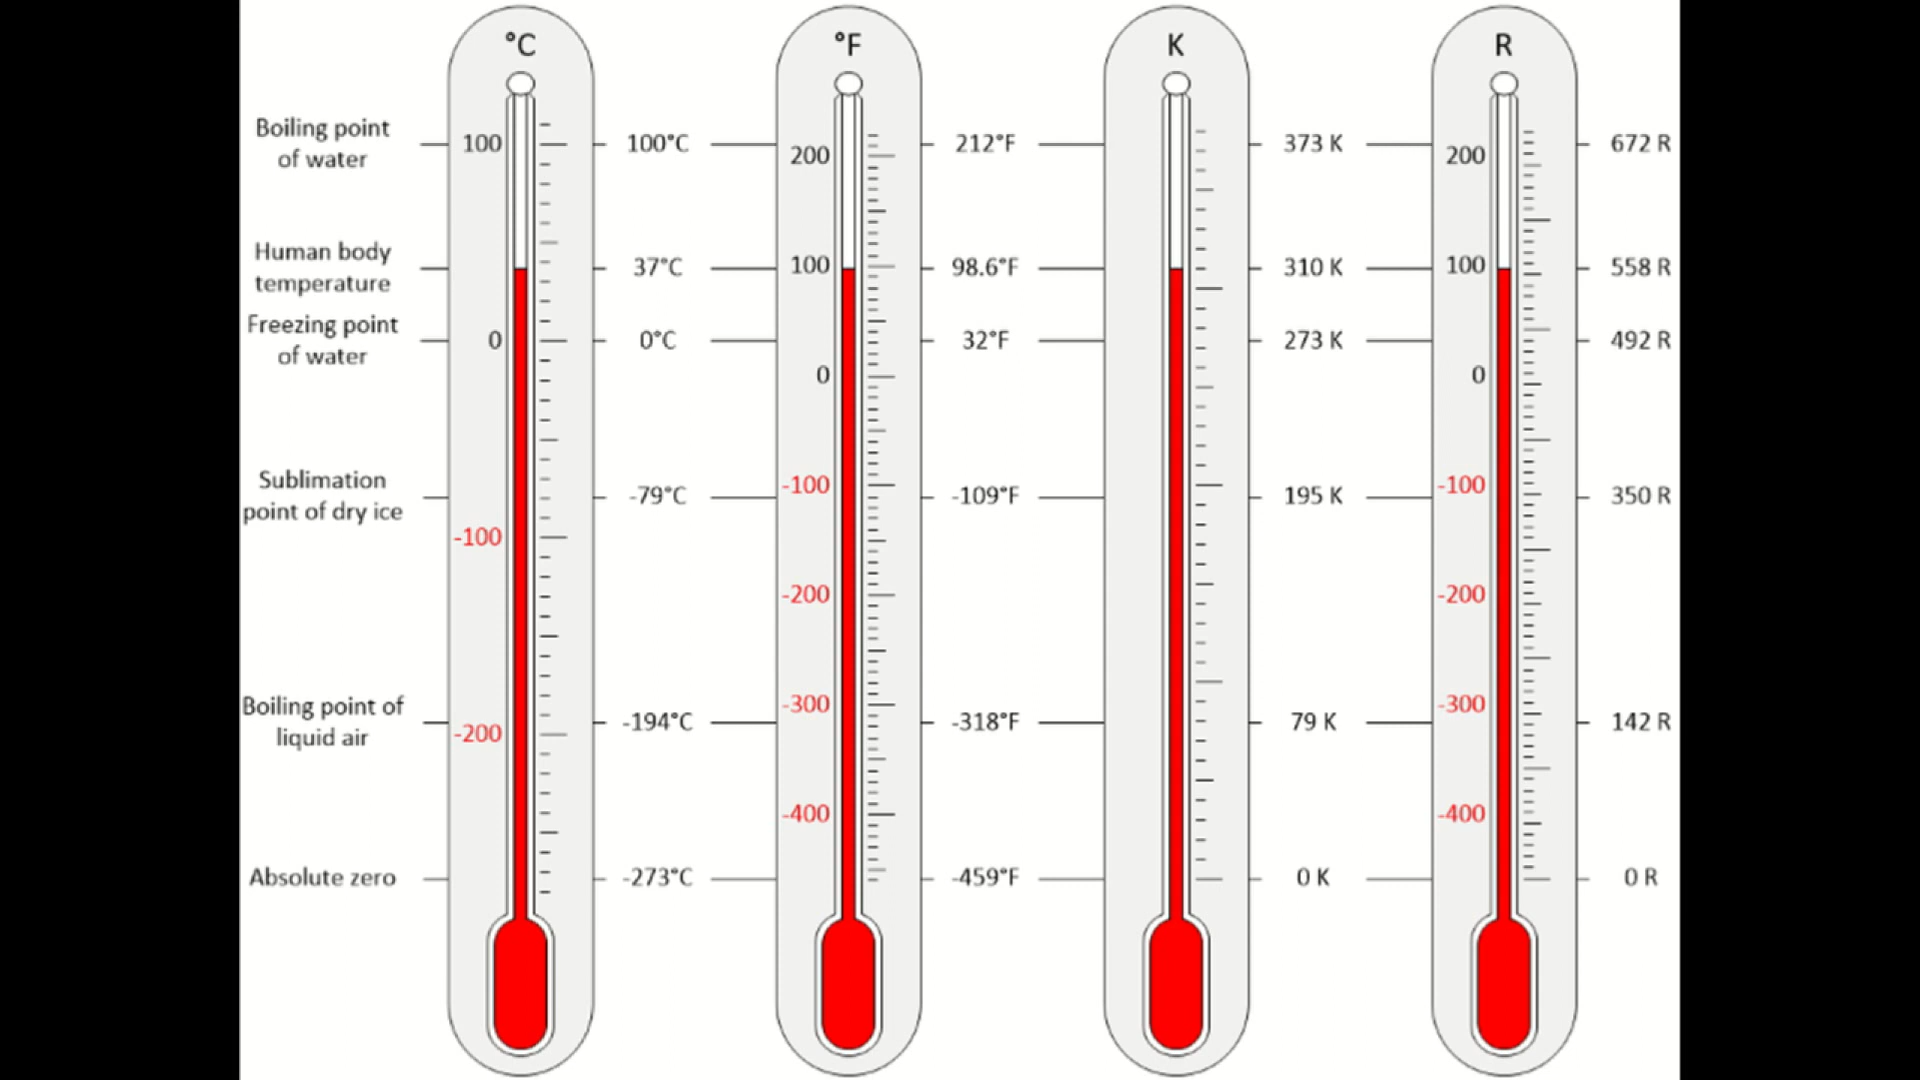 °C °F K R
Boiling point
of water
100 100°C 212°F 373 K 672 R
200 200
Human body
temperature
37°C 98.6°F 310 K 558 R
100 100
Freezing point
of water
0 0°C 32°F 273 K 492 R
0 0
Sublimation
point of dry ice
-79°C -109°F 195 K 350 R
-100 -100
-100
-200 -200
Boiling point of
liquid air
-194°C -318°F 79 K 142 R
-300 -300
-200
-400 -400
Absolute zero -273°C -459°F 0 K 0 R